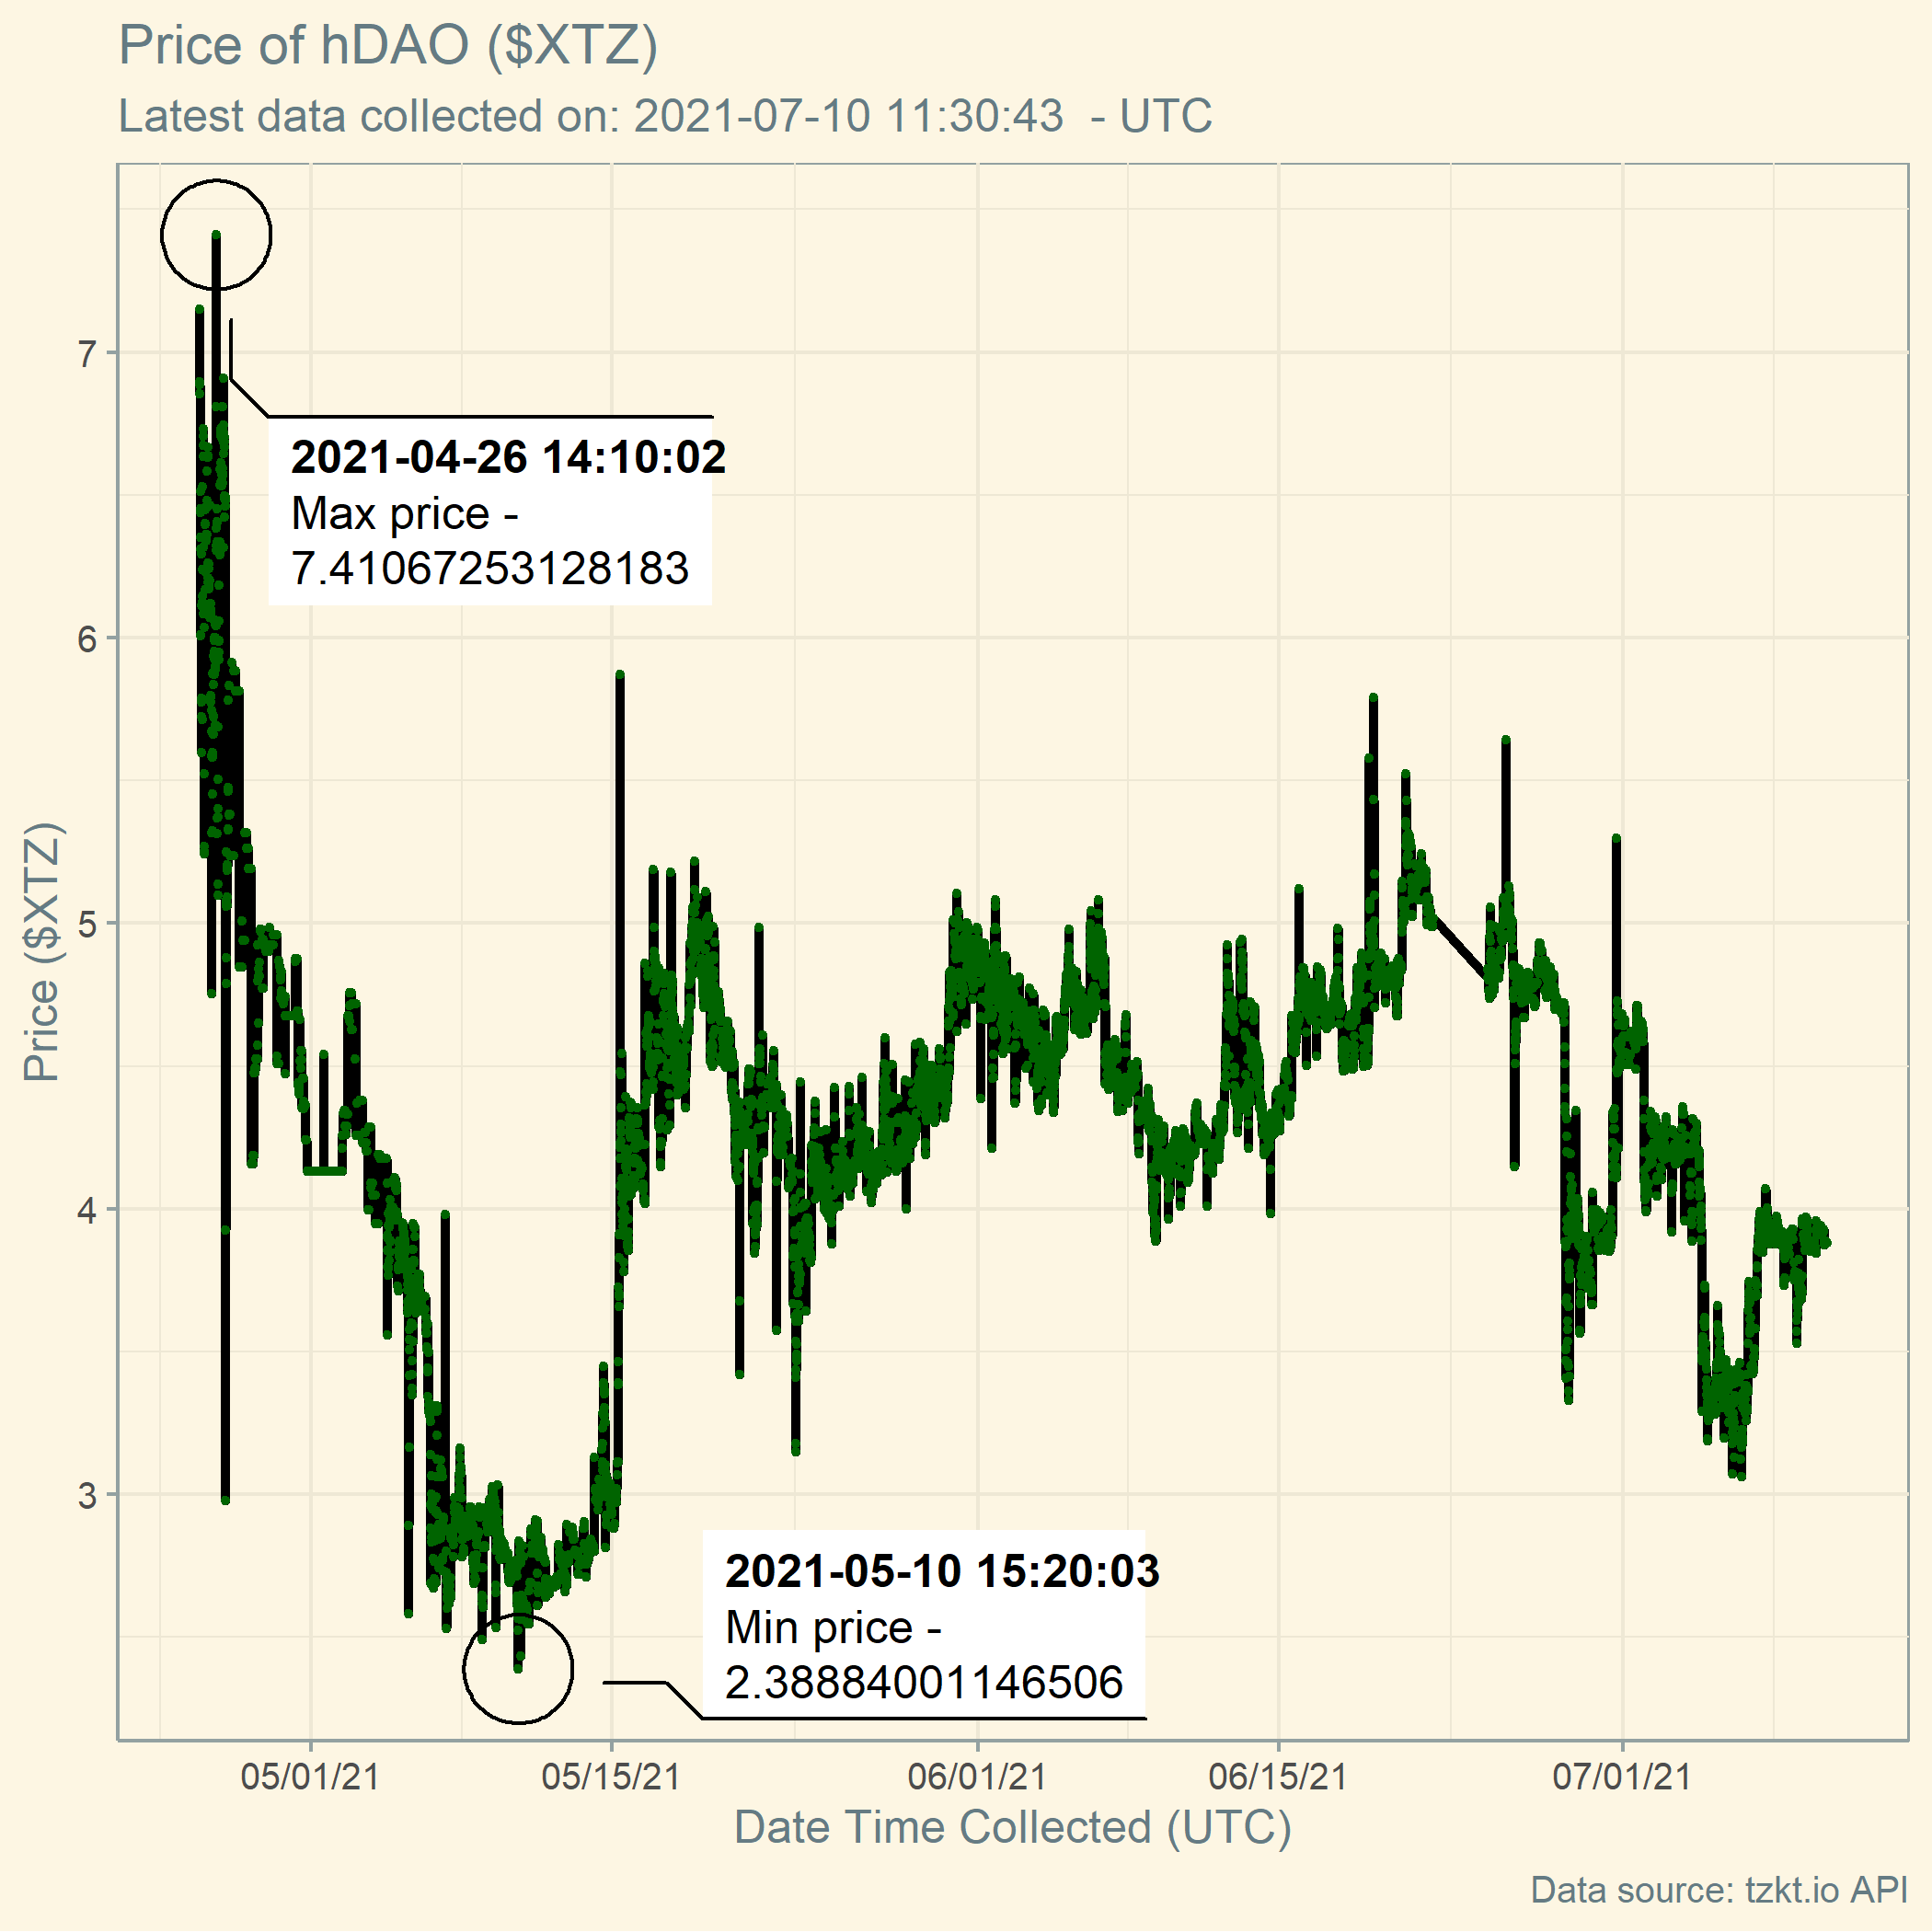 Price of hDAO ($XTZ)
Latest data collected on: 2021-07-10 11:30:43  - UTC
7
6
5
4
3
Price ($XTZ)
2021-04-26 14:10:02
Max price -
7.41067253128183
2021-05-10 15:20:03
Min price -
2.38884001146506
05/01/21
05/15/21
06/01/21
06/15/21
07/01/21
Date Time Collected (UTC)
Data source: tzkt.io API